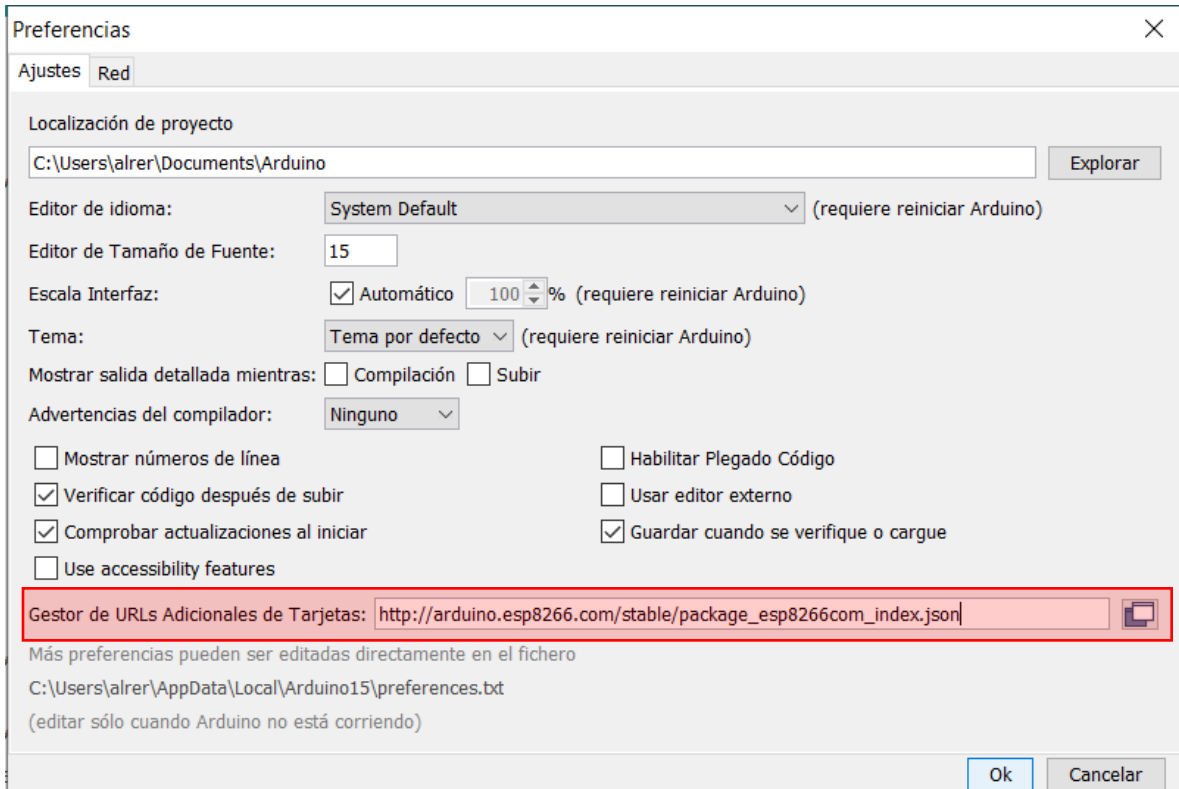 Preferencias
Ajustes Red
Localización de proyecto
C:\Users\alrer\Documents\Arduino Explorar
Editor de idioma: System Default (requiere reiniciar Arduino)
Editor de Tamaño de Fuente: 15
Escala Interfaz: Automático 100 % (requiere reiniciar Arduino)
Tema: Tema por defecto (requiere reiniciar Arduino)
Mostrar salida detallada mientras: Compilación Subir
Advertencias del compilador: Ninguno
Mostrar números de línea Habilitar Plegado Código
Verificar código después de subir Usar editor externo
Comprobar actualizaciones al iniciar Guardar cuando se verifique o cargue
Use accessibility features
Gestor de URLs Adicionales de Tarjetas: http://arduino.esp8266.com/stable/package_esp8266com_index.json
Más preferencias pueden ser editadas directamente en el fichero
C:\Users\alrer\AppData\Local\Arduino15\preferences.txt
(editar sólo cuando Arduino no está corriendo)
Ok Cancelar